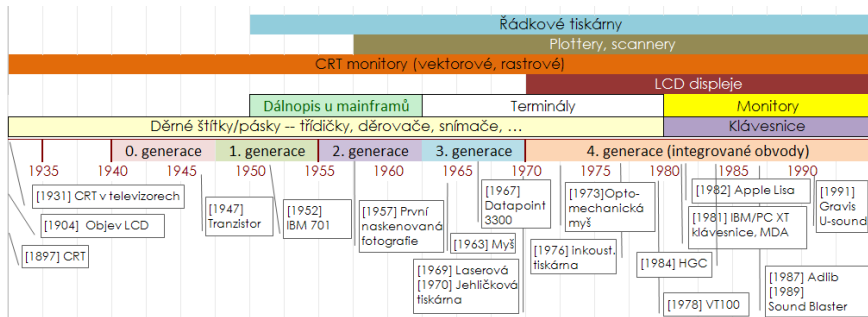 Řádkové tiskárny
Plottery, scannery
CRT monitory (vektorové, rastrové)
LCD displeje
Dálnopis u mainframů
Terminály
Monitory
Děrné štítky/pásky -- třídičky, děrovače, snímače, …
Klávesnice
0. generace
1. generace
2. generace
3. generace
4. generace (integrované obvody)
1935
1940
1945
1950
1955
1960
1965
1970
1975
1980
1985
1990
[1931] CRT v televizorech
[1904] Objev LCD
[1897] CRT
[1947]
Tranzistor
[1952]
IBM 701
[1957] První
naskenovaná
fotografie
[1963] Myš
[1969] Laserová
[1970] Jehličková
tiskárna
[1967]
Datapoint
3300
[1973]Opto-
mechanická
myš
[1976] inkoust.
tiskárna
[1982] Apple Lisa
[1981] IBM/PC XT
klávesnice, MDA
[1984] HGC
[1978] VT100
[1991]
Gravis
U-sound
[1987] Adlib
[1989]
Sound Blaster